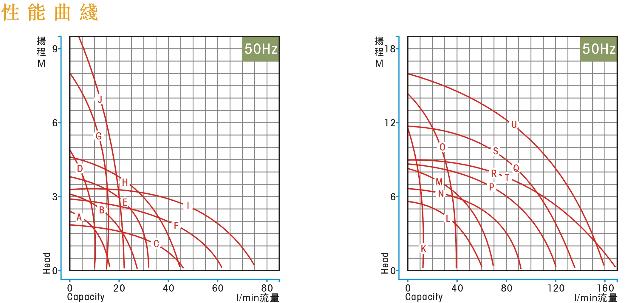 性能曲綫
揚程 M
9
6
3
0
Head
50Hz
J
G
D
H
E
I
B
A
F
C
0 20 40 60 80
Capacity l/min流量
揚程 M
18
12
6
0
Head
50Hz
U
O
S
Q
R T
M
P
N
L
K
0 40 80 120 160
Capacity l/min流量